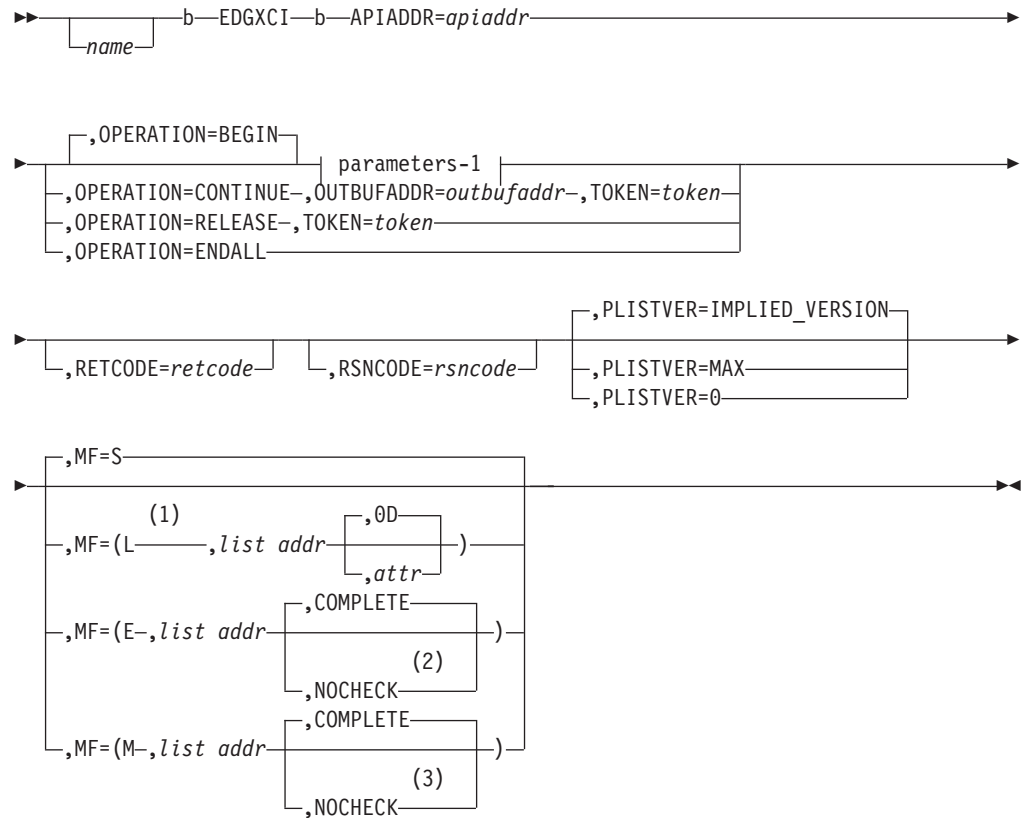 b EDGXCI b APIADDR=apiaddr
name
,OPERATION=BEGIN
parameters-1
,OPERATION=CONTINUE ,OUTBUFADDR=outbufaddr ,TOKEN=token
,OPERATION=RELEASE ,TOKEN=token
,OPERATION=ENDALL
,PLISTVER=IMPLIED_VERSION
,RETCODE=retcode ,RSNCODE=rsncode ,PLISTVER=MAX
,PLISTVER=0
,MF=S
(1) ,0D
,MF=(L ,list addr )
,attr
,COMPLETE
,MF=(E ,list addr )
(2)
,NOCHECK
,COMPLETE
,MF=(M ,list addr )
(3)
,NOCHECK